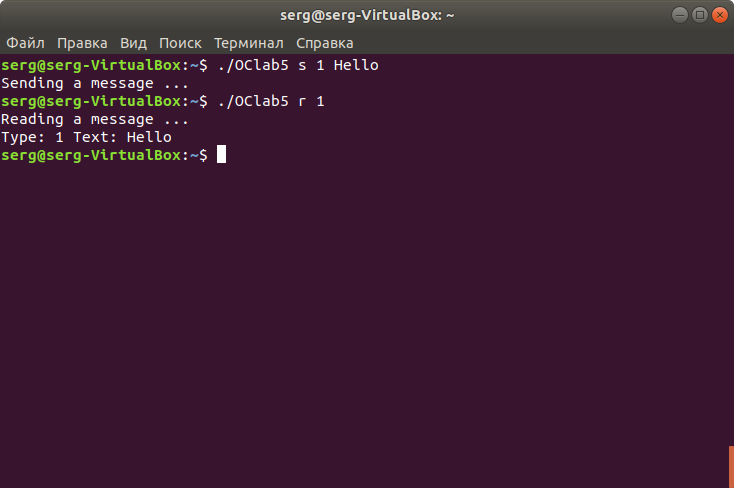 serg@serg-VirtualBox: ~
Файл Правка Вид Поиск Терминал Справка
serg@serg-VirtualBox:~$ ./OClab5 s 1 Hello
Sending a message ...
serg@serg-VirtualBox:~$ ./OClab5 r 1
Reading a message ...
Type: 1 Text: Hello
serg@serg-VirtualBox:~$